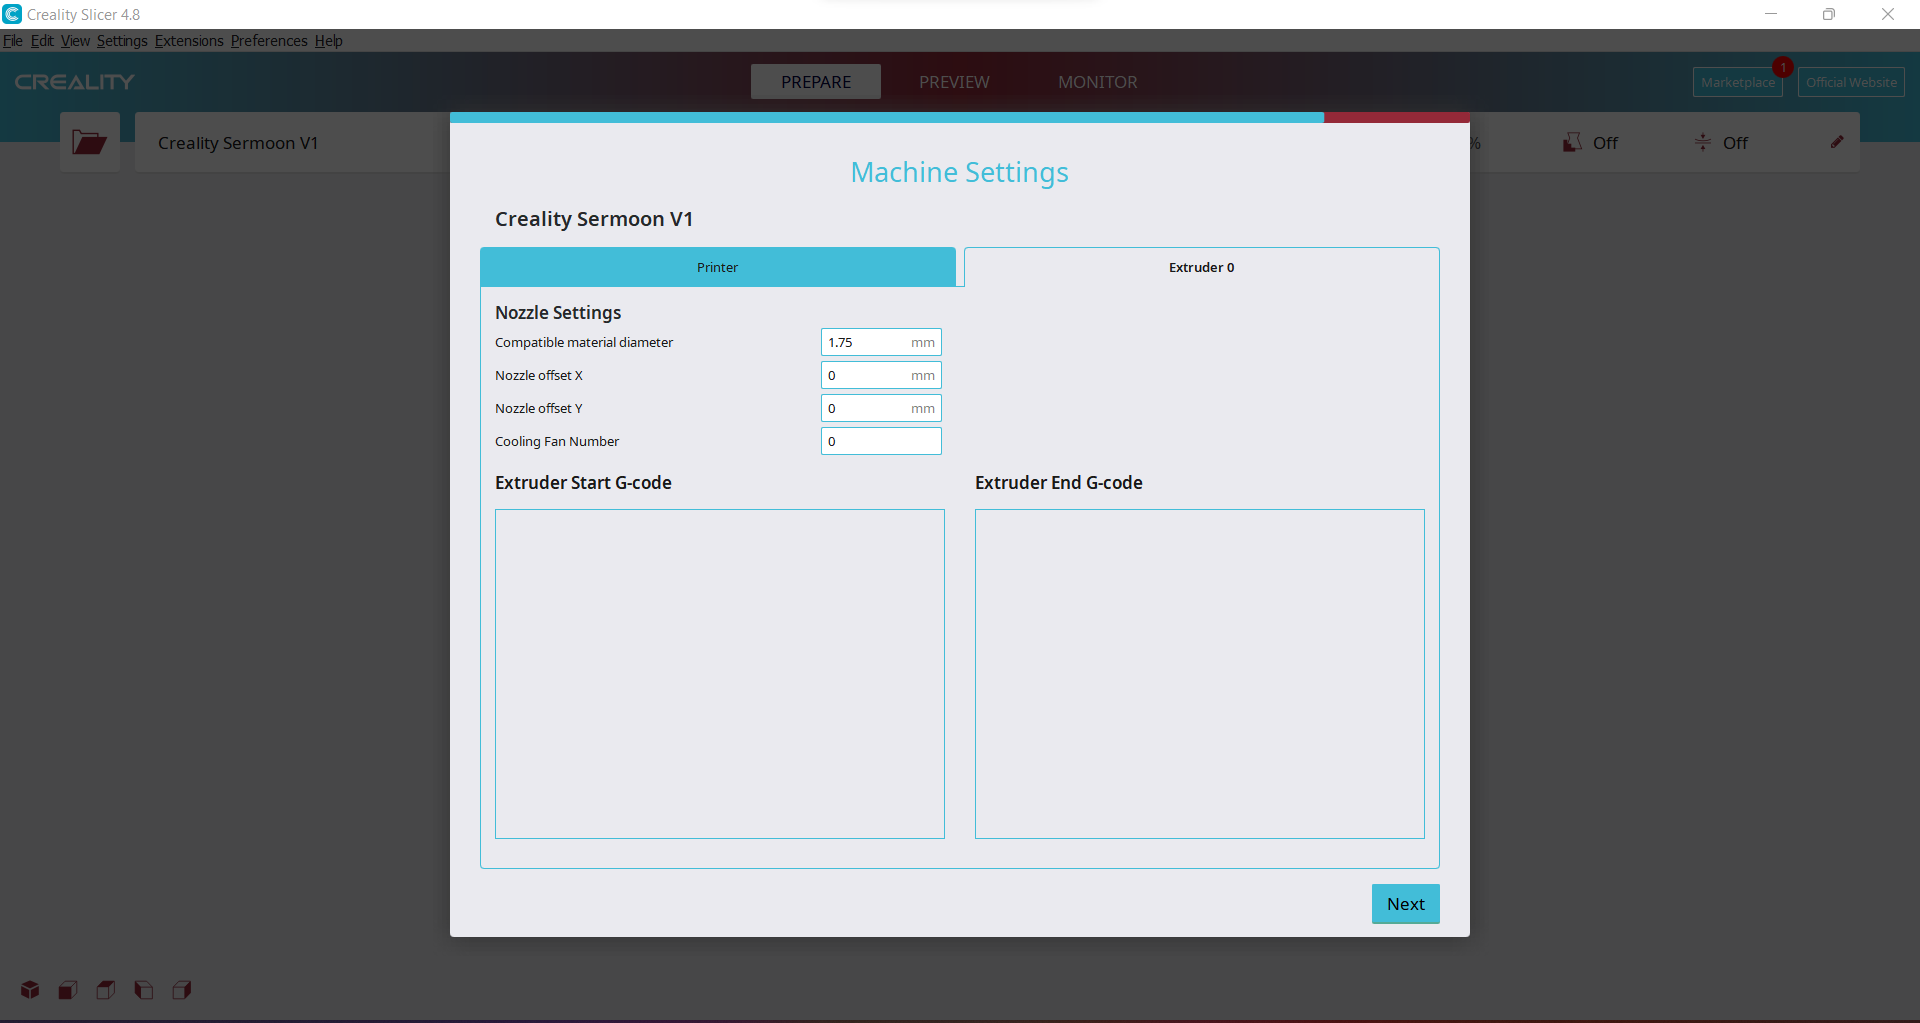 Creality Slicer 4.8
File Edit View Settings Extensions Preferences Help
CREALITY
PREPARE
PREVIEW
MONITOR
Marketplace
1
Official Website
Creality Sermoon V1
%
Off
Off
Machine Settings
Creality Sermoon V1
Printer
Extruder 0
Nozzle Settings
Compatible material diameter 1.75 mm
Nozzle offset X 0 mm
Nozzle offset Y 0 mm
Cooling Fan Number 0
Extruder Start G-code
Extruder End G-code
Next